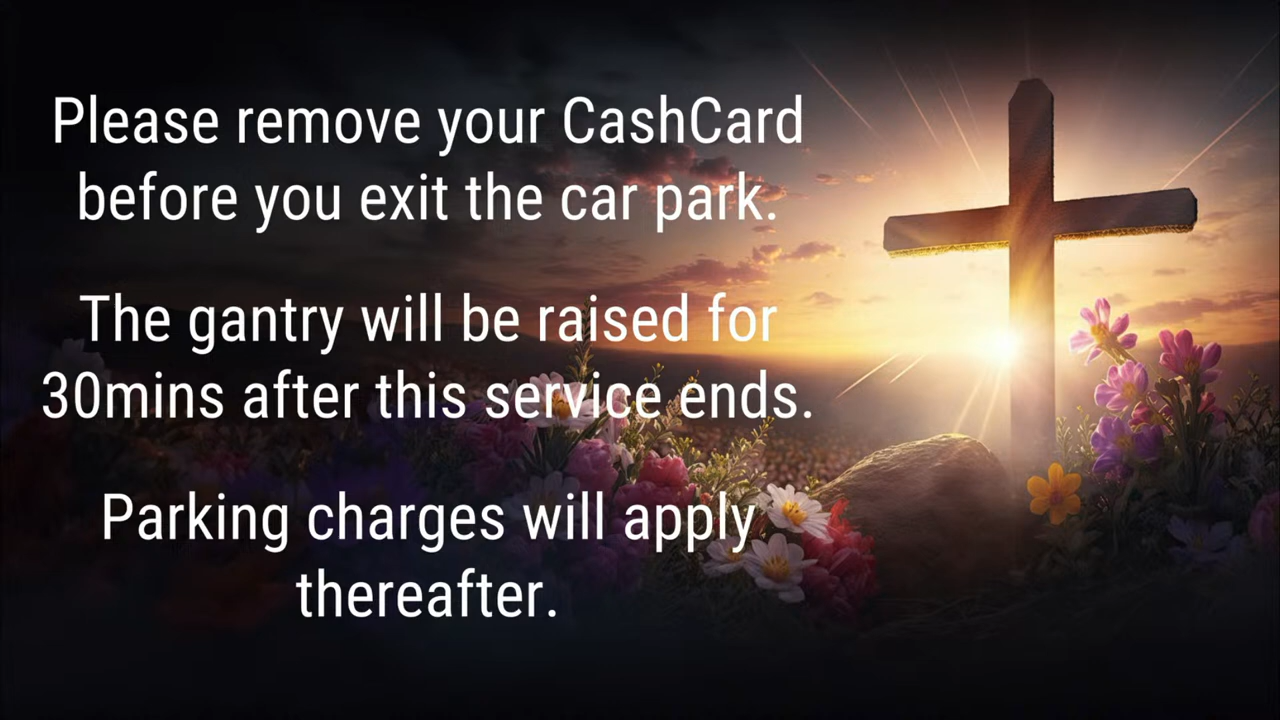 Please remove your CashCard
before you exit the car park.
The gantry will be raised for
30mins after this service ends.
Parking charges will apply
thereafter.